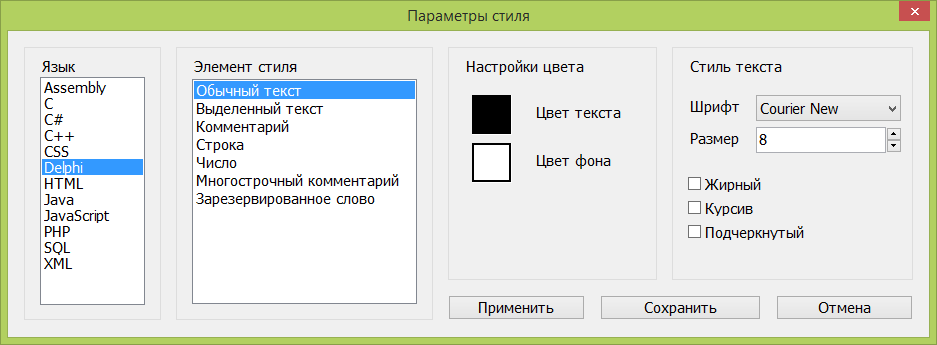 Параметры стиля
Язык
Assembly
C
C#
C++
CSS
Delphi
HTML
Java
JavaScript
PHP
SQL
XML
Элемент стиля
Обычный текст
Выделенный текст
Комментарий
Строка
Число
Многострочный комментарий
Зарезервированное слово
Настройки цвета
Цвет текста
Цвет фона
Стиль текста
Шрифт Courier New
Размер 8
Жирный
Курсив
Подчеркнутый
Применить
Сохранить
Отмена